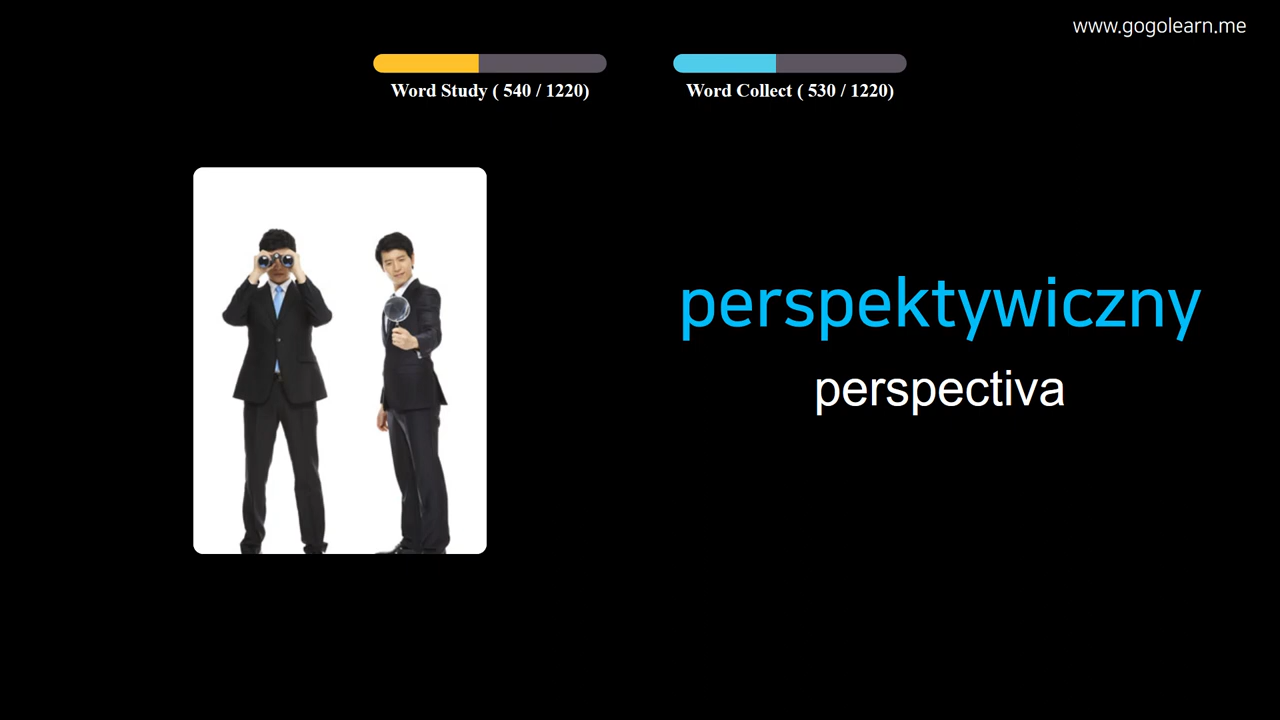 www.gogolearn.me
Word Study ( 540 / 1220)
Word Collect ( 530 / 1220)
perspektywiczny
perspectiva